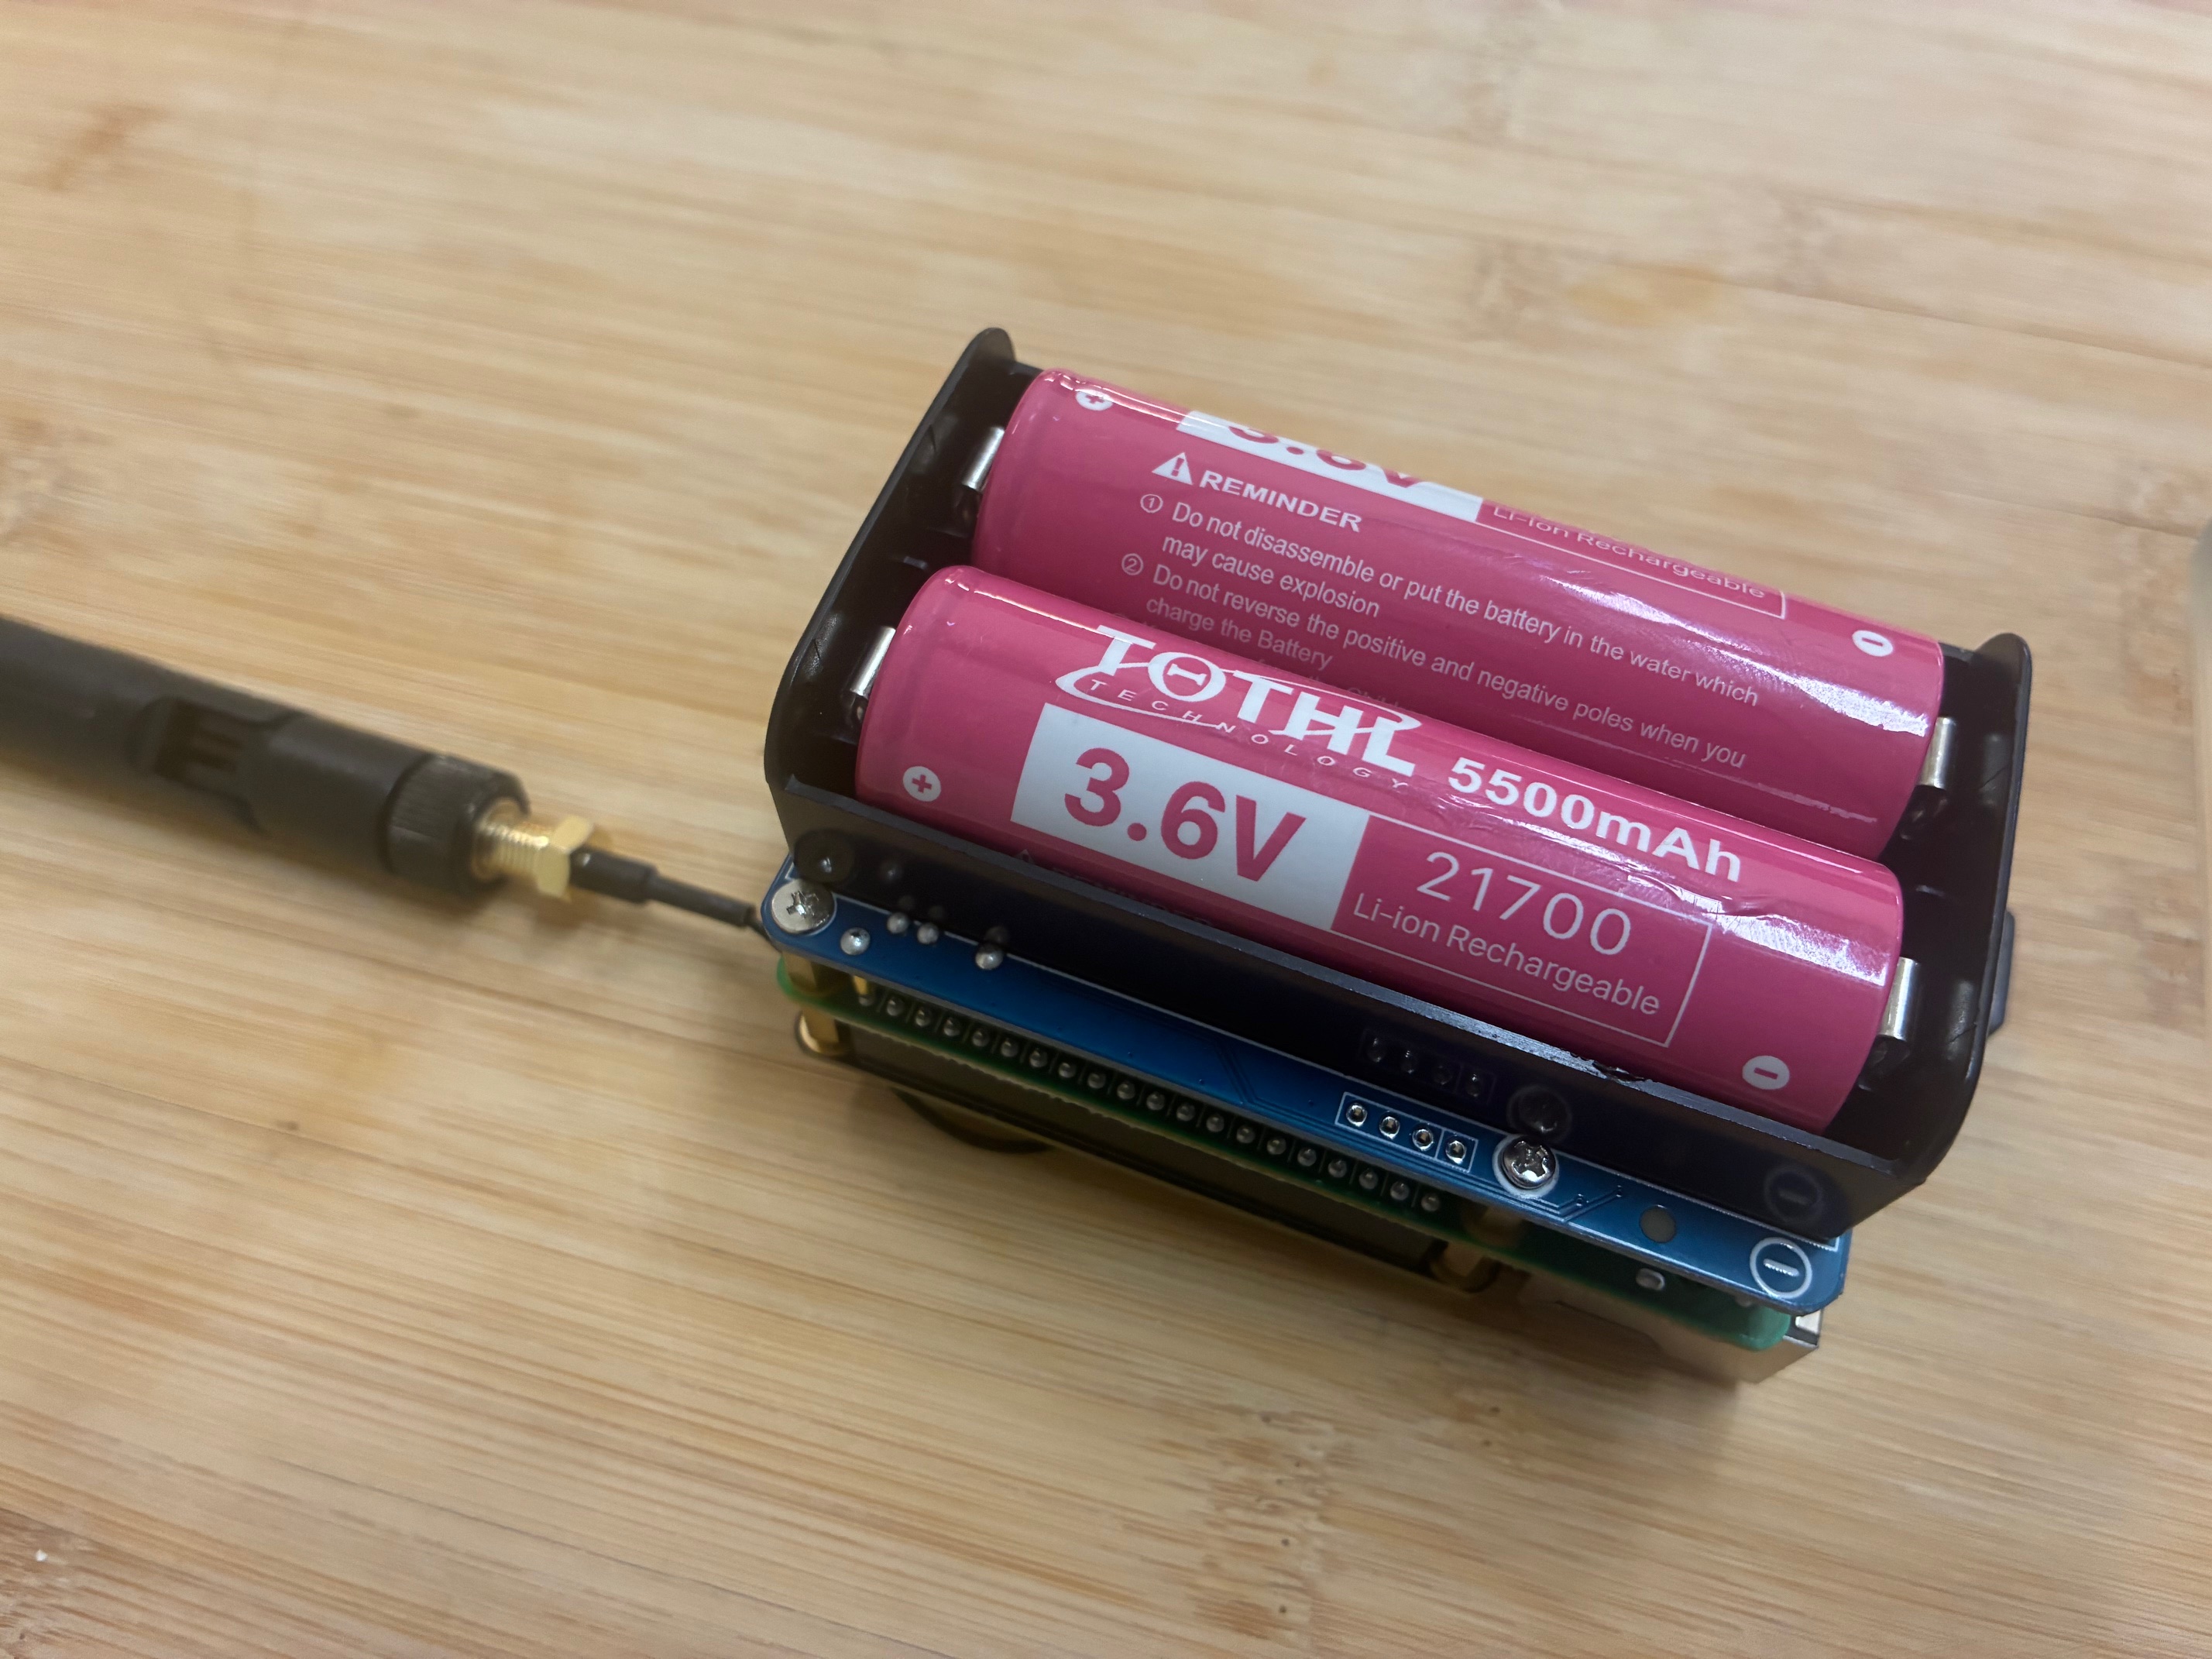 +
3.6V
Li-ion Rechargeable
-
REMINDER
① Do not disassemble or put the battery in the water which
may cause explosion
② Do not reverse the positive and negative poles when you
charge the Battery
TOTHL
TECHNOLOGY
5500mAh
+
3.6V
21700
Li-ion Rechargeable
-
-